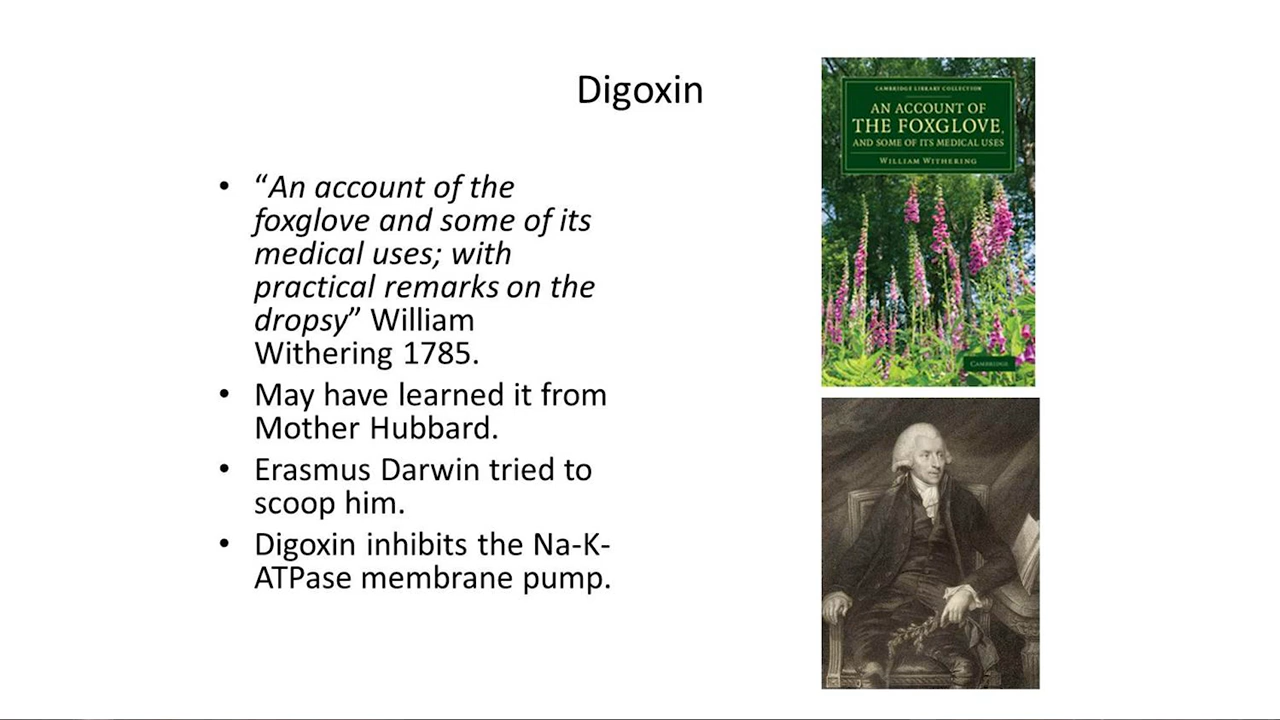 Digoxin
• “An account of the
foxglove and some of its
medical uses; with
practical remarks on the
dropsy” William
Withering 1785.
• May have learned it from
Mother Hubbard.
• Erasmus Darwin tried to
scoop him.
• Digoxin inhibits the Na-K-
ATPase membrane pump.
CAMBRIDGE LIBRARY COLLECTION
AN ACCOUNT OF
THE FOXGLOVE,
AND SOME OF ITS MEDICAL USES
WILLIAM WITHERING
CAMBRIDGE